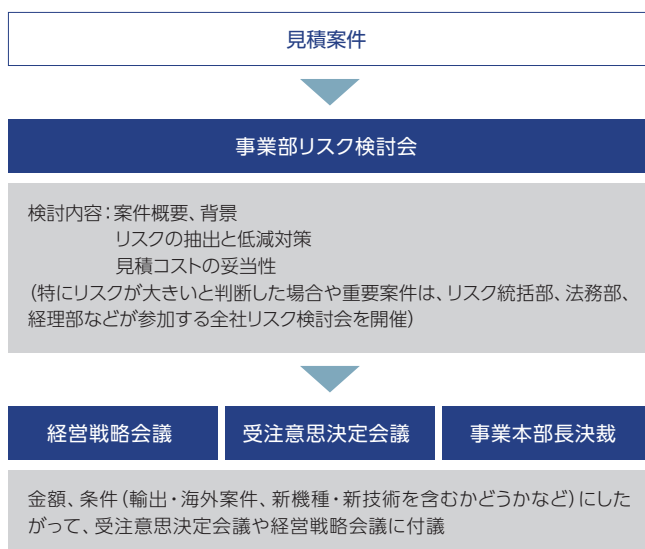 見積案件
事業部リスク検討会
検討内容：案件概要、背景
リスクの抽出と低減対策
見積コストの妥当性
（特にリスクが大きいと判断した場合や重要案件は、リスク統括部、法務部、
経理部などが参加する全社リスク検討会を開催）
経営戦略会議
受注意思決定会議
事業本部長決裁
金額、条件（輸出・海外案件、新機種・新技術を含むかどうかなど）にした
がって、受注意思決定会議や経営戦略会議に付議